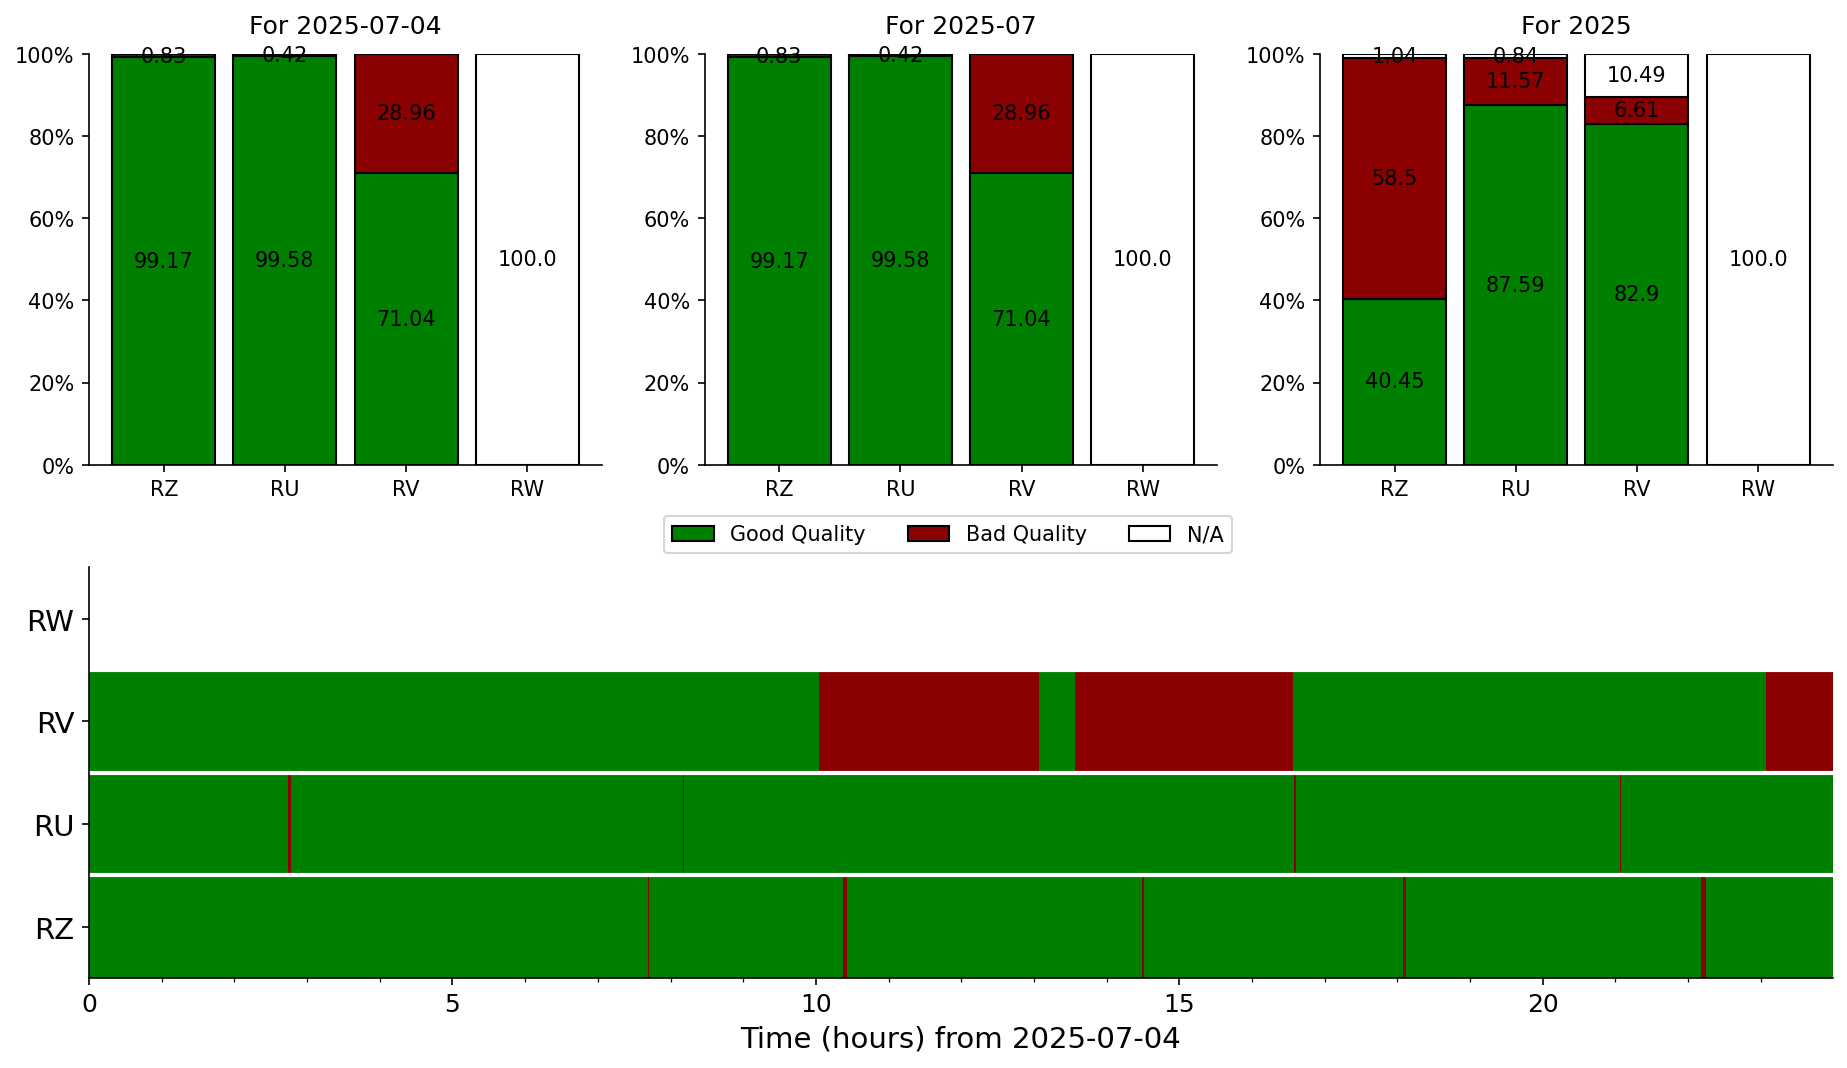 For 2025-07-04
100%
80%
60%
40%
20%
0%
0.83
0.42
28.96
99.17
99.58
71.04
100.0
RZ
RU
RV
RW
For 2025-07
100%
80%
60%
40%
20%
0%
0.83
0.42
28.96
99.17
99.58
71.04
100.0
RZ
RU
RV
RW
For 2025
100%
80%
60%
40%
20%
0%
1.04
0.84
10.49
11.57
6.61
58.5
40.45
87.59
82.9
100.0
RZ
RU
RV
RW
Good Quality
Bad Quality
N/A
RW
RV
RU
RZ
0
5
10
15
20
Time (hours) from 2025-07-04